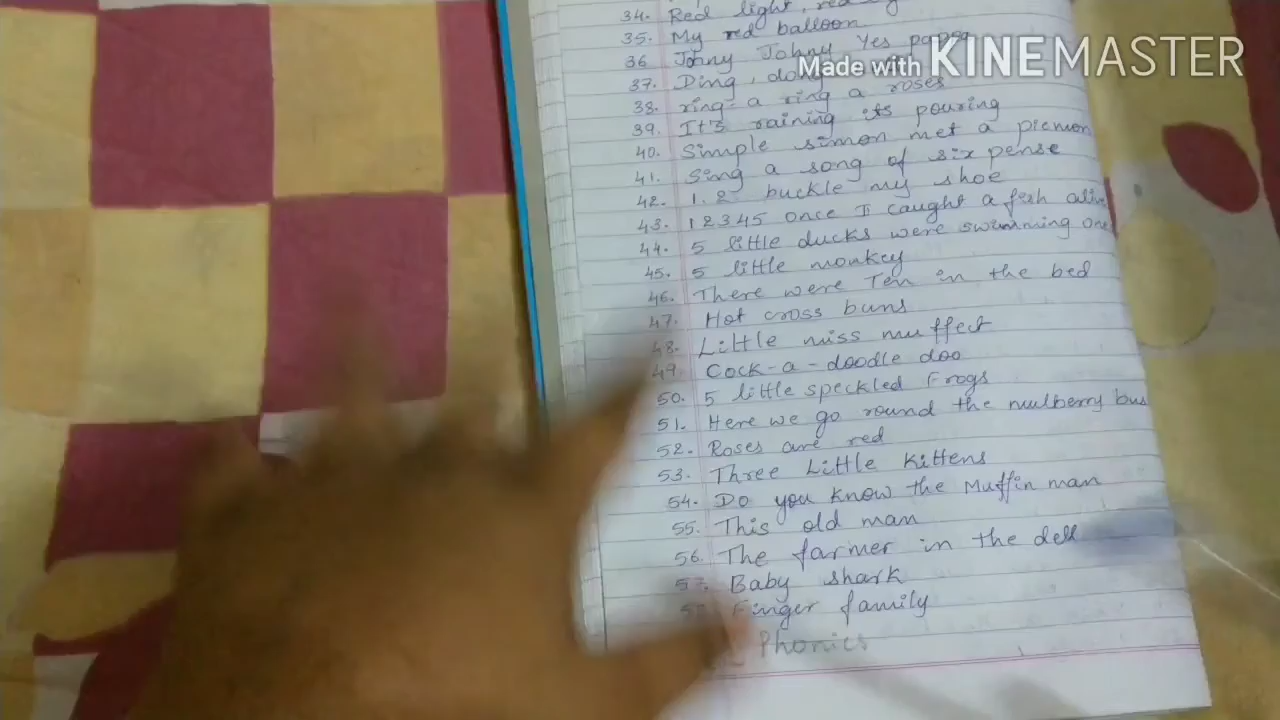 34. Red light, red
35. My red balloon
36 Johny Johny Yes papa
Made with KINEMASTER
37. Ding, dong
38. ring-a ring a roses
39. It's raining its pouring
40. Simple simon met a piemon
41. Sing a song of six pense
42. 1. 2. buckle my shoe
43. 12345 once I caught a fish alive
44. 5 little ducks were swimming one
45. 5 little monkey
46. There were Ten in the bed
47. Hot cross buns
48. Little miss muffect
49. Cock-a-doodle doo
50. 5 little speckled Frogs
51. Here we go round the mulberry bus
52. Roses are red
53. Three Little Kittens
54. Do you know the Muffin man
55. This old man
56. The farmer in the dell
57. Baby shark
Finger family
Phonics